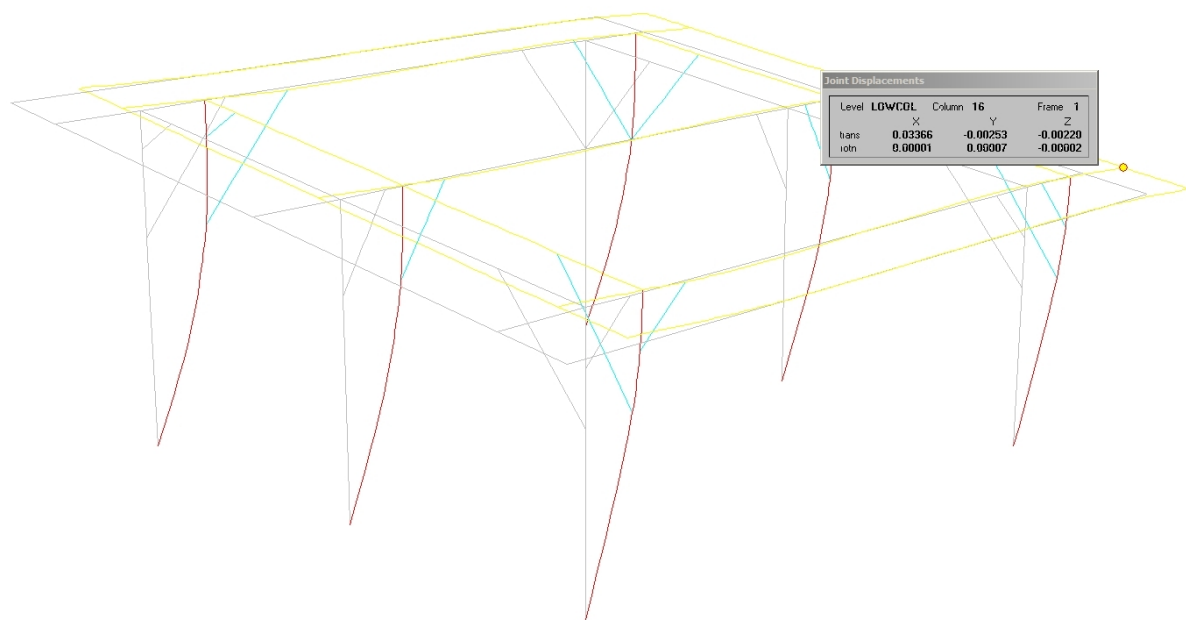 Joint Displacements
Level LOWCOL Column 16 Frame 1
X Y Z
trans 0.03366 -0.00253 -0.00220
rotn 0.00001 0.00007 -0.00002